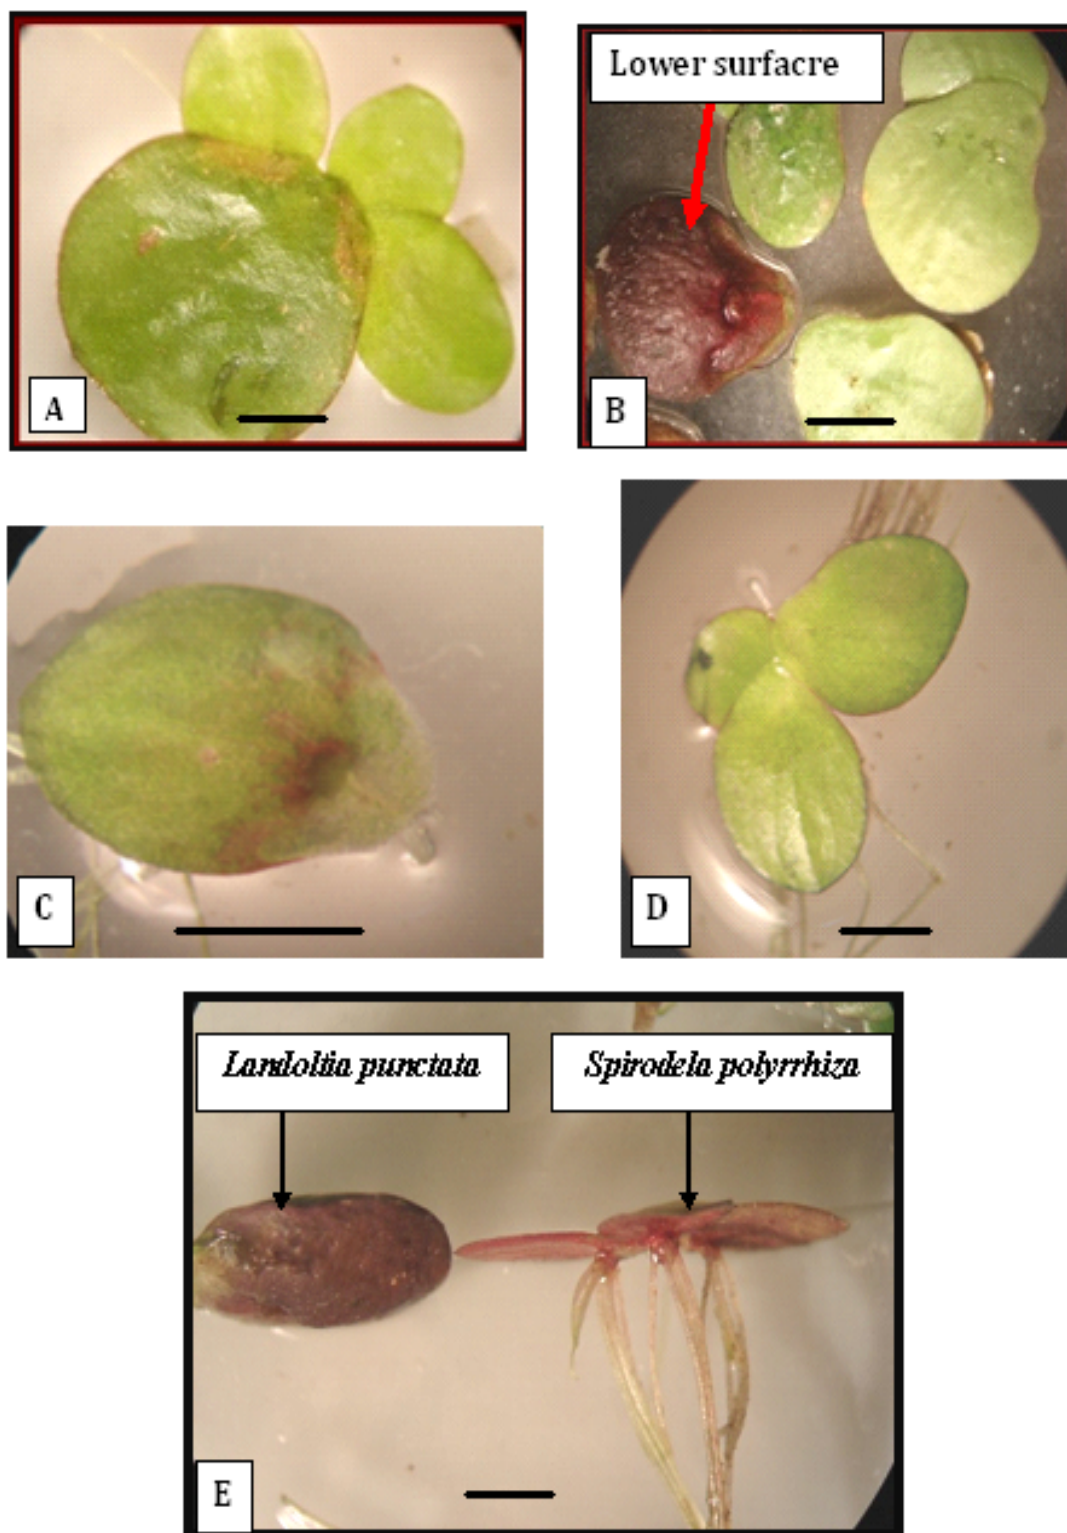 A
Lower surfacre
B
C
D
Landoltia punctata
Spirodela polyrrhiza
E